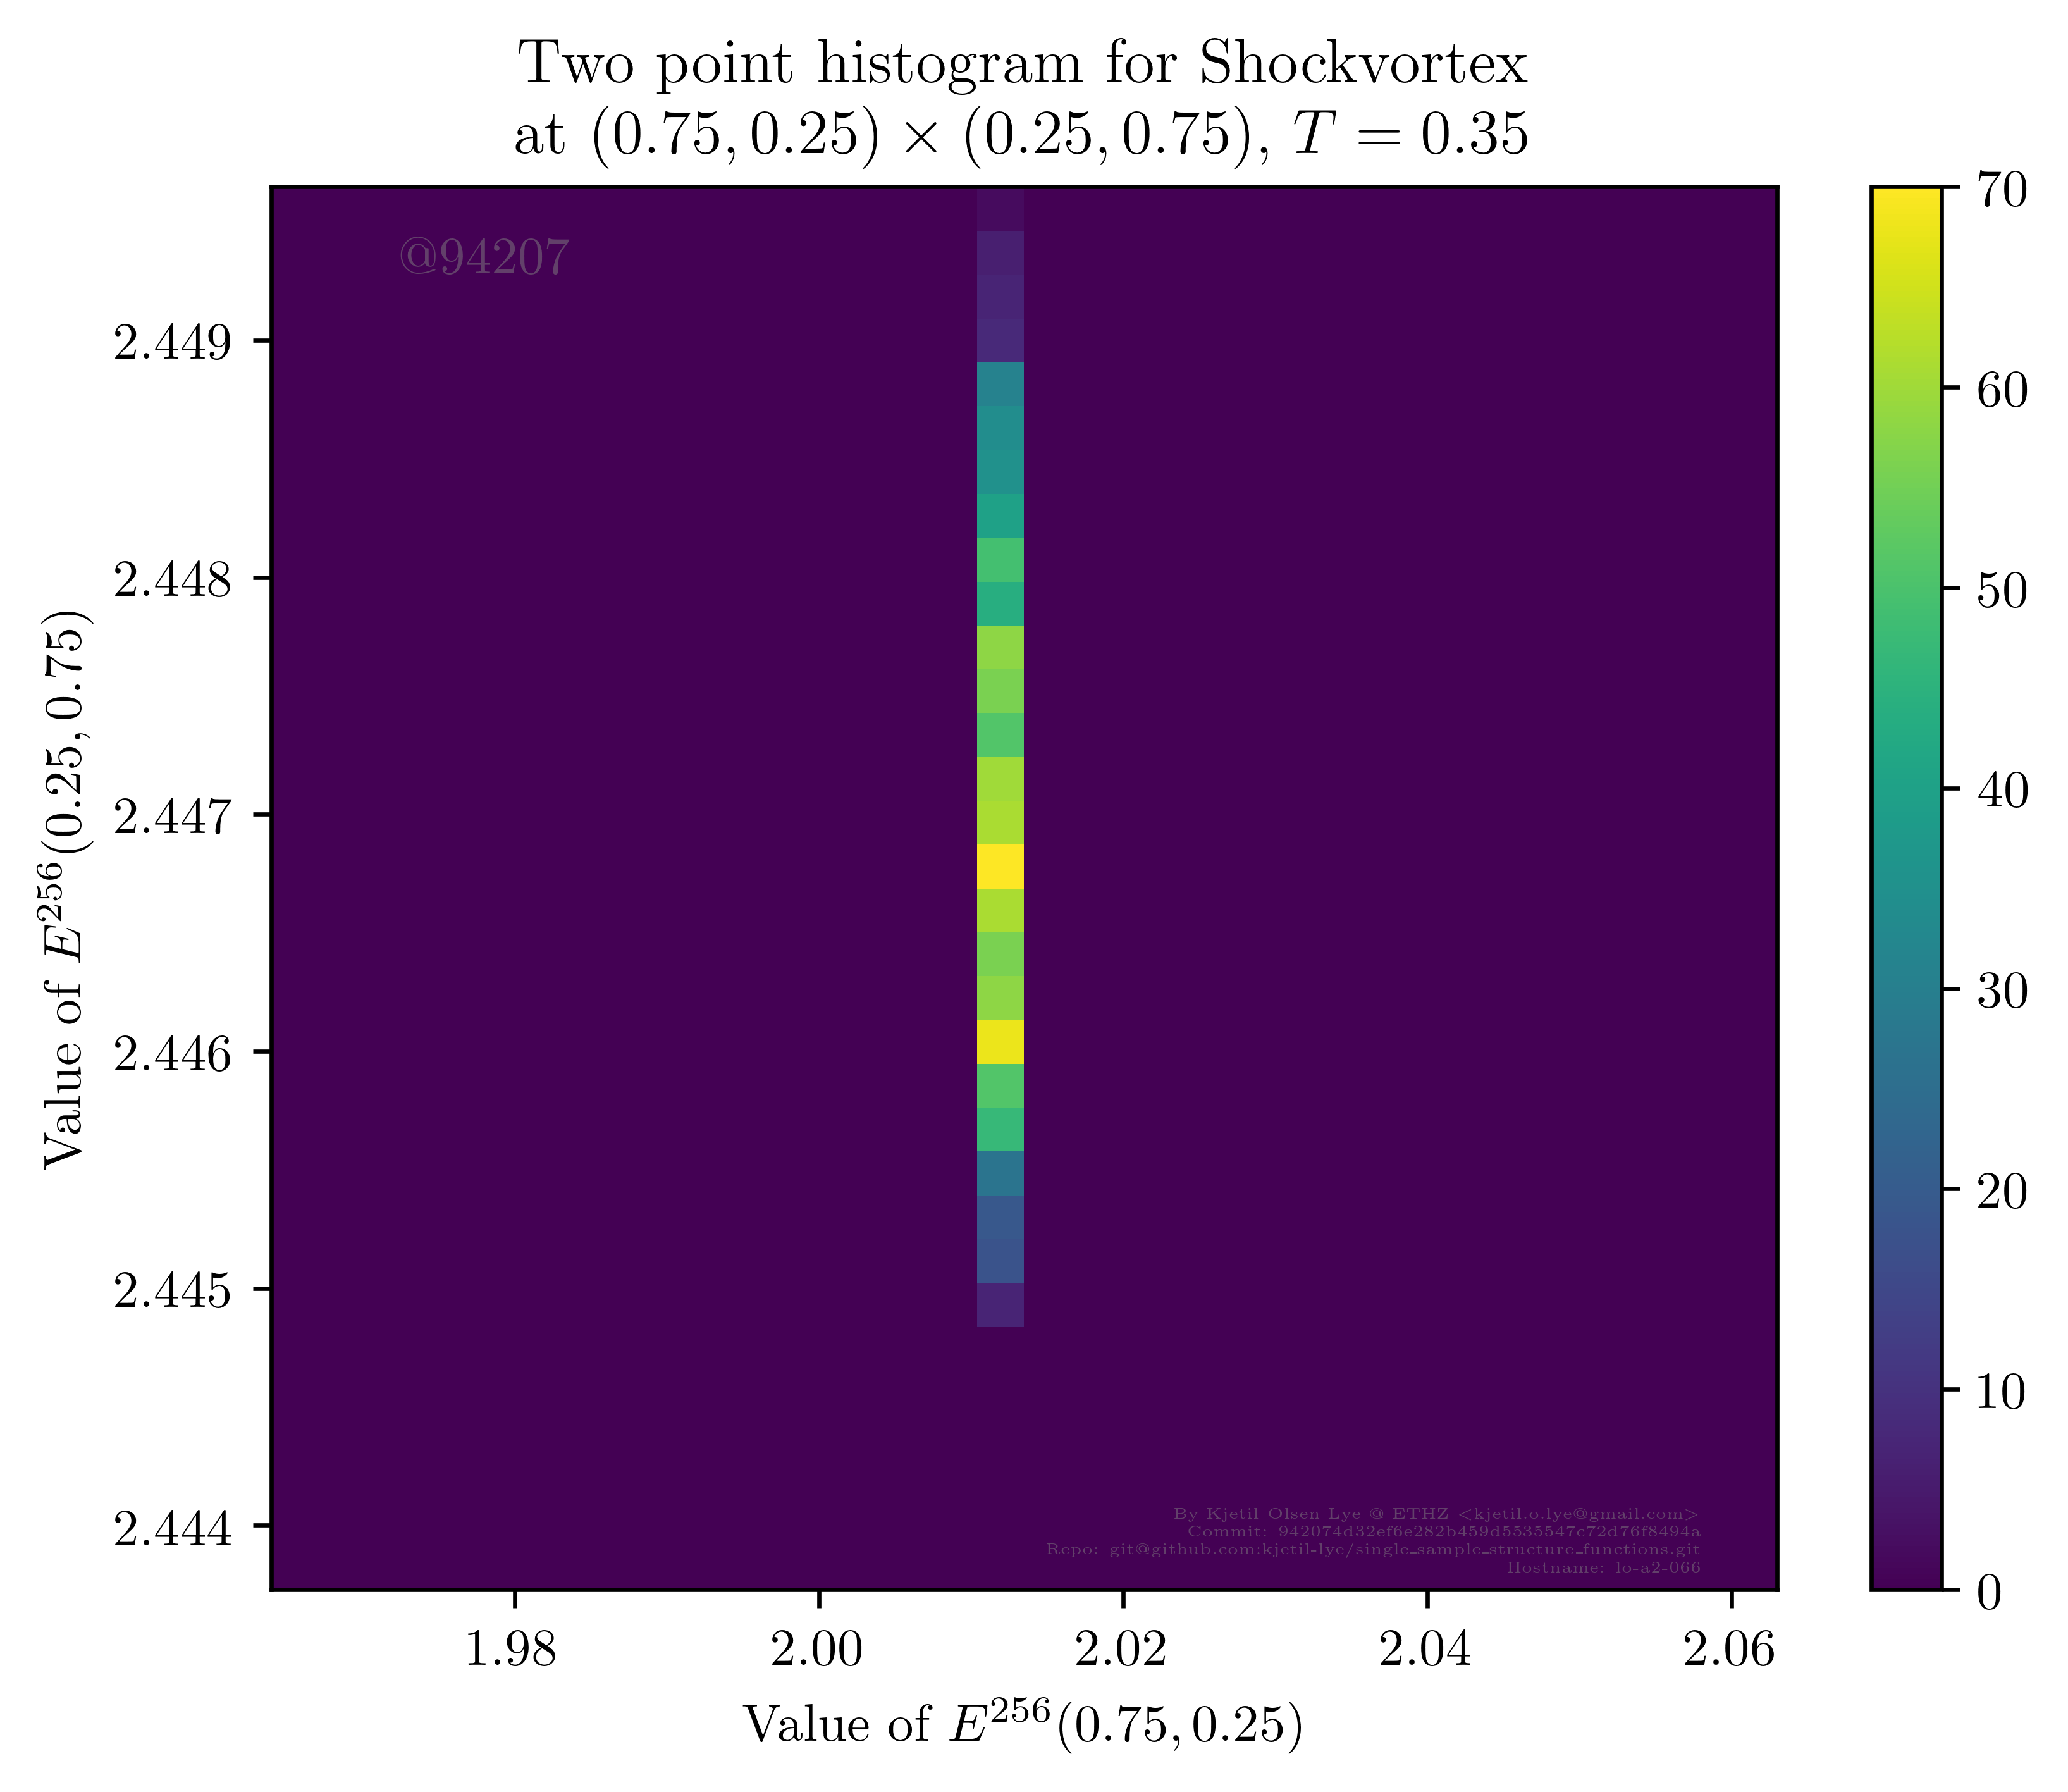 Two point histogram for Shockvortex
at (0.75, 0.25) × (0.25, 0.75), T = 0.35
@94207
2.449
2.448
2.447
2.446
2.445
2.444
Value of E^256(0.25, 0.75)
1.98
2.00
2.02
2.04
2.06
Value of E^256(0.75, 0.25)
70
60
50
40
30
20
10
0
By Kjetil Olsen Lye @ ETHZ <kjetil.o.lye@gmail.com>
Commit: 942074d32ef6e282b459d5535547c72d76f8494a
Repo: git@github.com:kjetil-lye/single_sample_structure_functions.git
Hostname: lo-a2-066